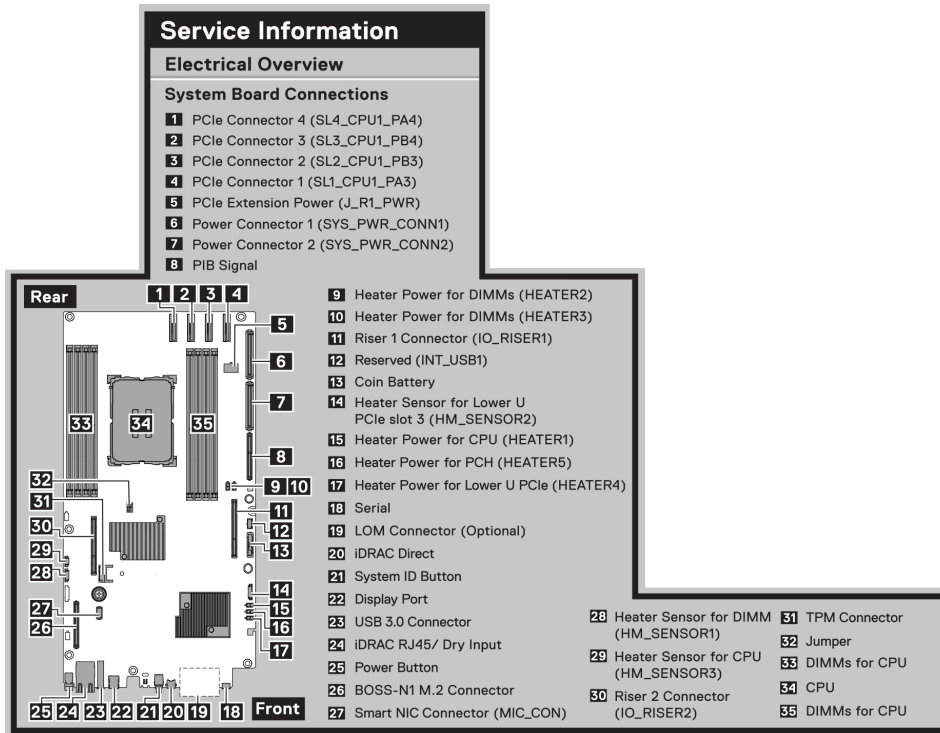 Service Information
Electrical Overview
System Board Connections
1 PCIe Connector 4 (SL4_CPU1_PA4)
2 PCIe Connector 3 (SL3_CPU1_PB4)
3 PCIe Connector 2 (SL2_CPU1_PB3)
4 PCIe Connector 1 (SL1_CPU1_PA3)
5 PCIe Extension Power (J_R1_PWR)
6 Power Connector 1 (SYS_PWR_CONN1)
7 Power Connector 2 (SYS_PWR_CONN2)
8 PIB Signal
Rear
1 2 3 4
5
6
7
33 34 35
8
32
9 10
31
11
30
12
29
13
28
14
27
15
26
16
17
25 24 23 22 21 20 19 18
Front
9 Heater Power for DIMMs (HEATER2)
10 Heater Power for DIMMs (HEATER3)
11 Riser 1 Connector (IO_RISER1)
12 Reserved (INT_USB1)
13 Coin Battery
14 Heater Sensor for Lower U
PCIe slot 3 (HM_SENSOR2)
15 Heater Power for CPU (HEATER1)
16 Heater Power for PCH (HEATER5)
17 Heater Power for Lower U PCIe (HEATER4)
18 Serial
19 LOM Connector (Optional)
20 iDRAC Direct
21 System ID Button
22 Display Port
23 USB 3.0 Connector
24 iDRAC RJ45/ Dry Input
25 Power Button
26 BOSS-N1 M.2 Connector
27 Smart NIC Connector (MIC_CON)
28 Heater Sensor for DIMM
(HM_SENSOR1)
29 Heater Sensor for CPU
(HM_SENSOR3)
30 Riser 2 Connector
(IO_RISER2)
31 TPM Connector
32 Jumper
33 DIMMs for CPU
34 CPU
35 DIMMs for CPU